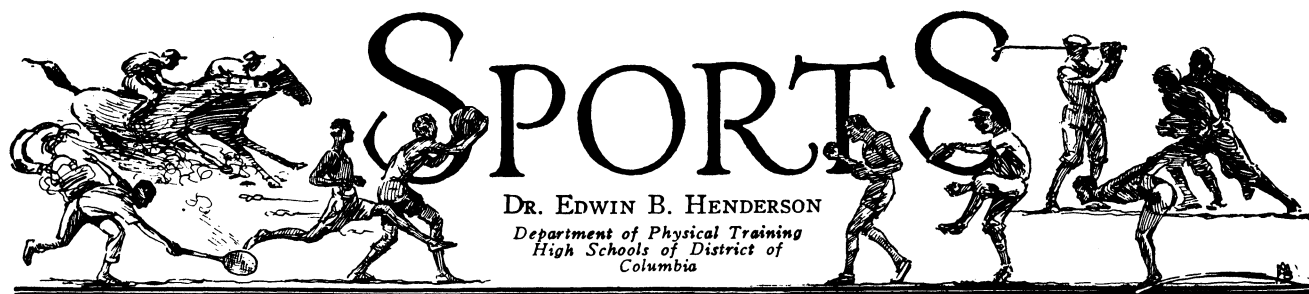 SPORTS
DR. EDWIN B. HENDERSON
Department of Physical Training
High Schools of District of
Columbia